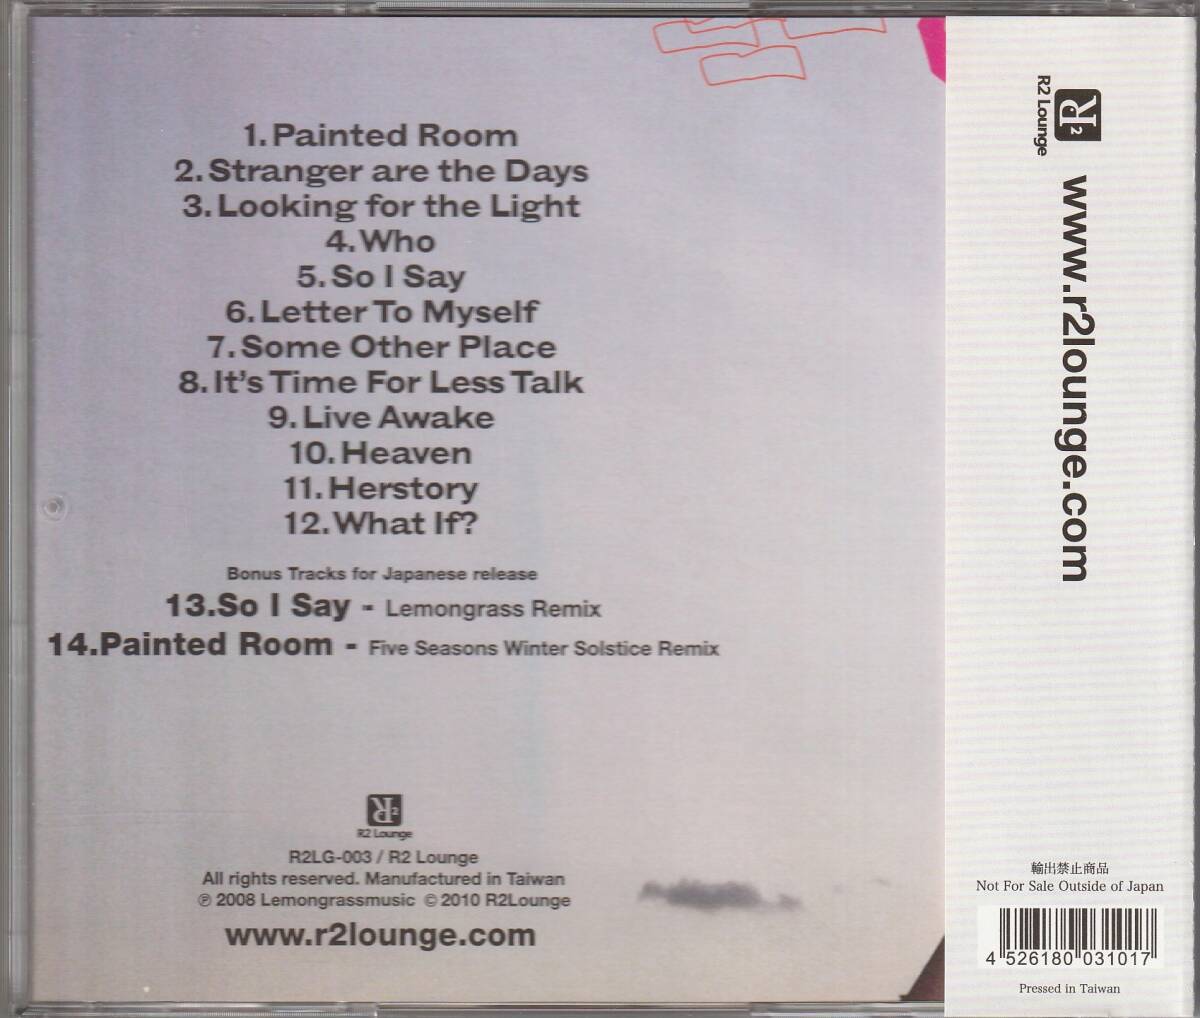 1. Painted Room
2. Stranger are the Days
3. Looking for the Light
4. Who
5. So I Say
6. Letter To Myself
7. Some Other Place
8. It's Time For Less Talk
9. Live Awake
10. Heaven
11. Herstory
12. What If?
Bonus Tracks for Japanese release
13.So I Say - Lemongrass Remix
14.Painted Room - Five Seasons Winter Solstice Remix
R2
R2 Lounge
R2LG-003 / R2 Lounge
All rights reserved. Manufactured in Taiwan
℗ 2008 Lemongrassmusic © 2010 R2Lounge
www.r2lounge.com
R2
R2 Lounge
www.r2lounge.com
輸出禁止商品
Not For Sale Outside of Japan
4 526180 031017
Pressed in Taiwan